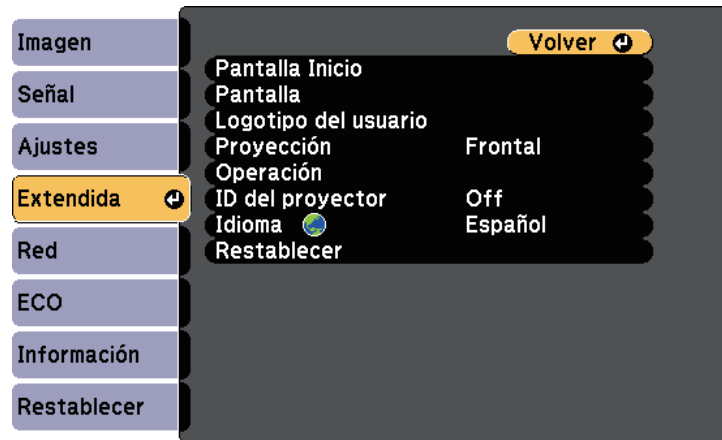 Imagen
Señal
Ajustes
Extendida
Red
ECO
Información
Restablecer
Volver
Pantalla Inicio
Pantalla
Logotipo del usuario
Proyección Frontal
Operación
ID del proyector Off
Idioma Español
Restablecer